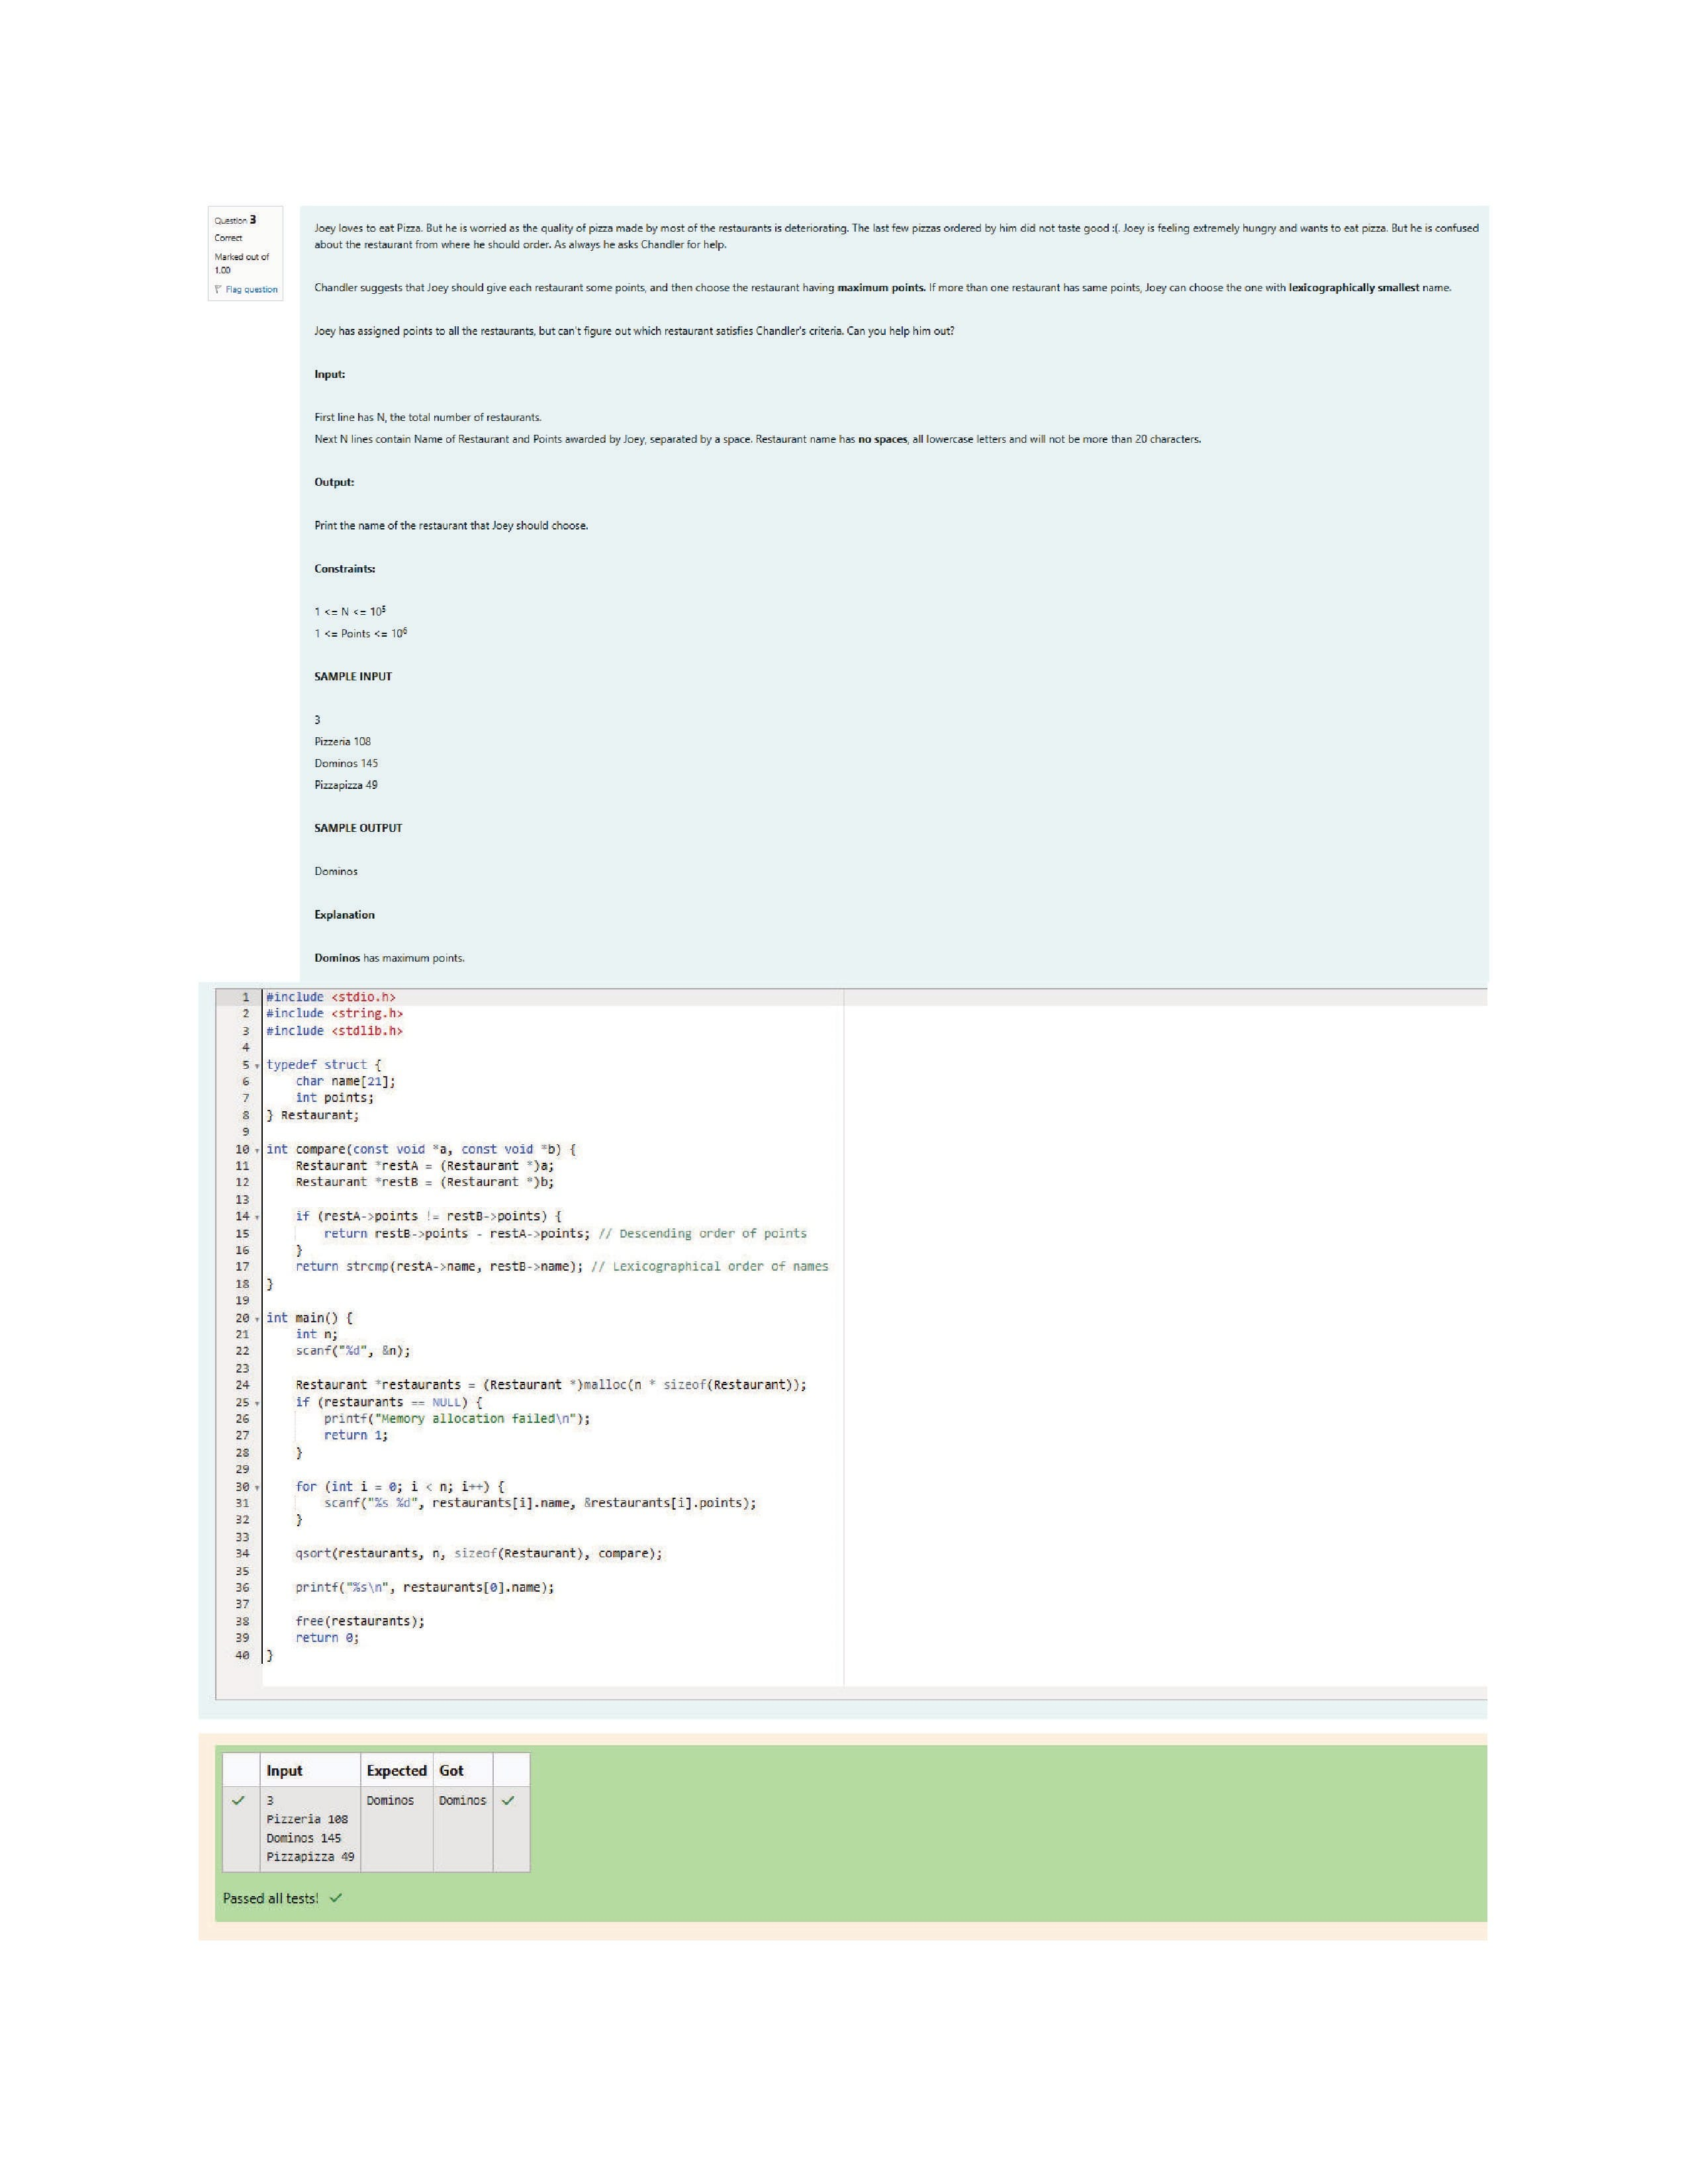 Question 3
Correct
Marked out of
1.00
Flag question
Joey loves to eat Pizza. But he is worried as the quality of pizza made by most of the restaurants is deteriorating. The last few pizzas ordered by him did not taste good :(. Joey is feeling extremely hungry and wants to eat pizza. But he is confused
about the restaurant from where he should order. As always he asks Chandler for help.
Chandler suggests that Joey should give each restaurant some points, and then choose the restaurant having maximum points. If more than one restaurant has same points, Joey can choose the one with lexicographically smallest name.
Joey has assigned points to all the restaurants, but can't figure out which restaurant satisfies Chandler's criteria. Can you help him out?
Input:
First line has N, the total number of restaurants.
Next N lines contain Name of Restaurant and Points awarded by Joey, separated by a space. Restaurant name has no spaces, all lowercase letters and will not be more than 20 characters.
Output:
Print the name of the restaurant that Joey should choose.
Constraints:
1 <= N <= 10⁵
1 <= Points <= 10⁶
SAMPLE INPUT
3
Pizzeria 108
Dominos 145
Pizzapizza 49
SAMPLE OUTPUT
Dominos
Explanation
Dominos has maximum points.
1 #include <stdio.h>
2 #include <string.h>
3 #include <stdlib.h>
4
5 typedef struct {
6     char name[21];
7     int points;
8 } Restaurant;
9
10 int compare(const void *a, const void *b) {
11     Restaurant *restA = (Restaurant *)a;
12     Restaurant *restB = (Restaurant *)b;
13
14     if (restA->points != restB->points) {
15         return restB->points - restA->points; // Descending order of points
16     }
17     return strcmp(restA->name, restB->name); // Lexicographical order of names
18 }
19
20 int main() {
21     int n;
22     scanf("%d", &n);
23
24     Restaurant *restaurants = (Restaurant *)malloc(n * sizeof(Restaurant));
25     if (restaurants == NULL) {
26         printf("Memory allocation failed\n");
27         return 1;
28     }
29
30     for (int i = 0; i < n; i++) {
31         scanf("%s %d", restaurants[i].name, &restaurants[i].points);
32     }
33
34     qsort(restaurants, n, sizeof(Restaurant), compare);
35
36     printf("%s\n", restaurants[0].name);
37
38     free(restaurants);
39     return 0;
40 }
Input Expected Got
3 Dominos Dominos
Pizzeria 108
Dominos 145
Pizzapizza 49
Passed all tests!